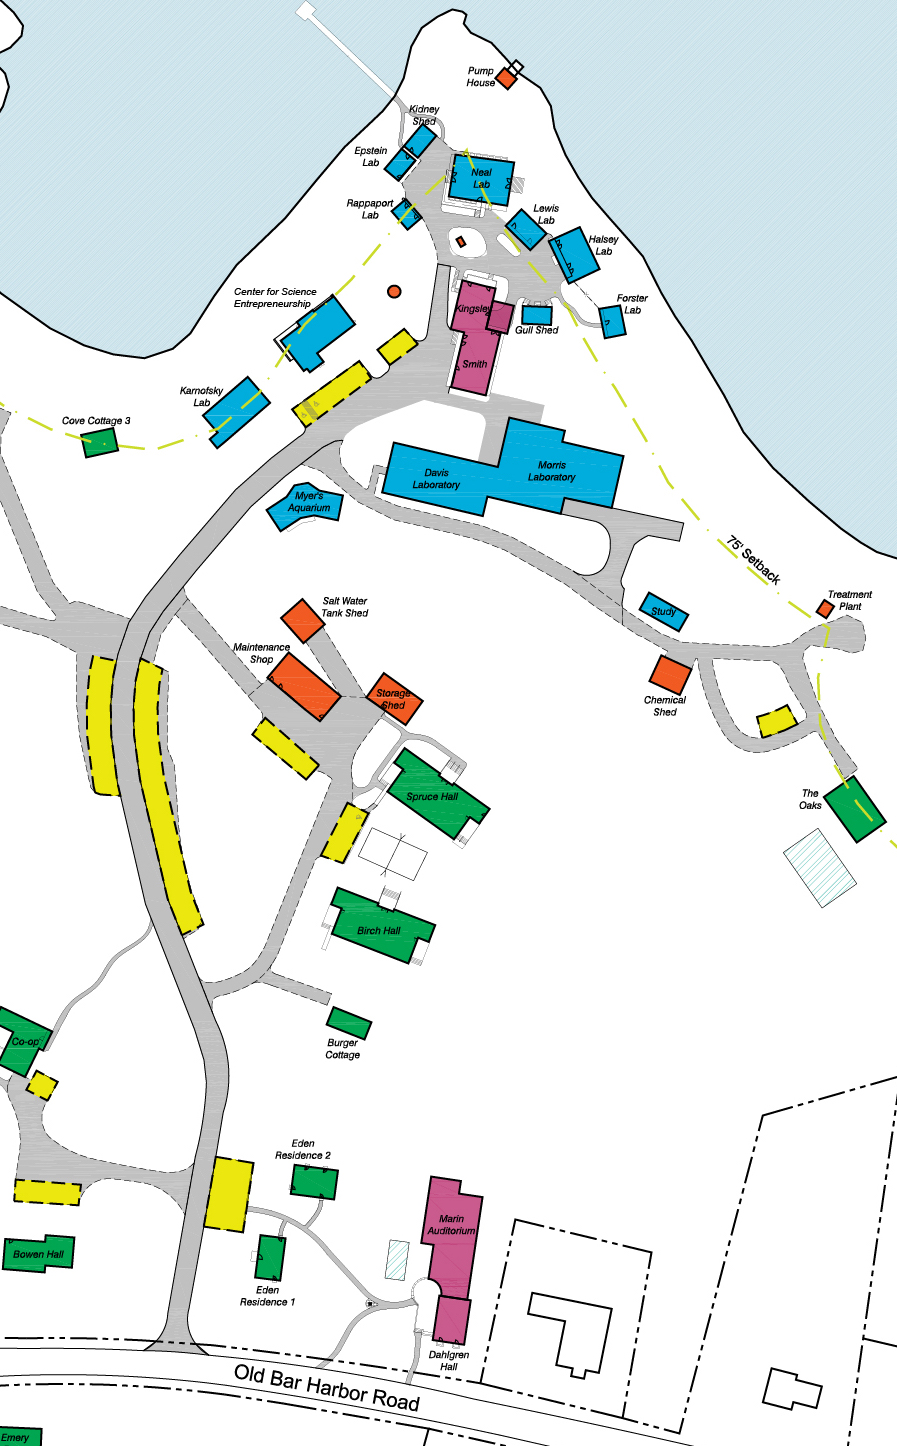 Pump
House
Kidney
Shed
Epstein
Lab
Neal
Lab
Rappaport
Lab
Lewis
Lab
Halsey
Lab
Center for Science
Entrepreneurship
Kingsley
Forster
Lab
Gull Shed
Smith
Karnofsky
Lab
Cove Cottage 3
Davis
Laboratory
Morris
Laboratory
Myer's
Aquarium
75' Setback
Salt Water
Tank Shed
Study
Treatment
Plant
Maintenance
Shop
Storage
Shed
Chemical
Shed
Spruce Hall
The
Oaks
Birch Hall
Co-op
Burger
Cottage
Eden
Residence 2
Marin
Auditorium
Bowen Hall
Eden
Residence 1
Dahlgren
Hall
Old Bar Harbor Road
Emery